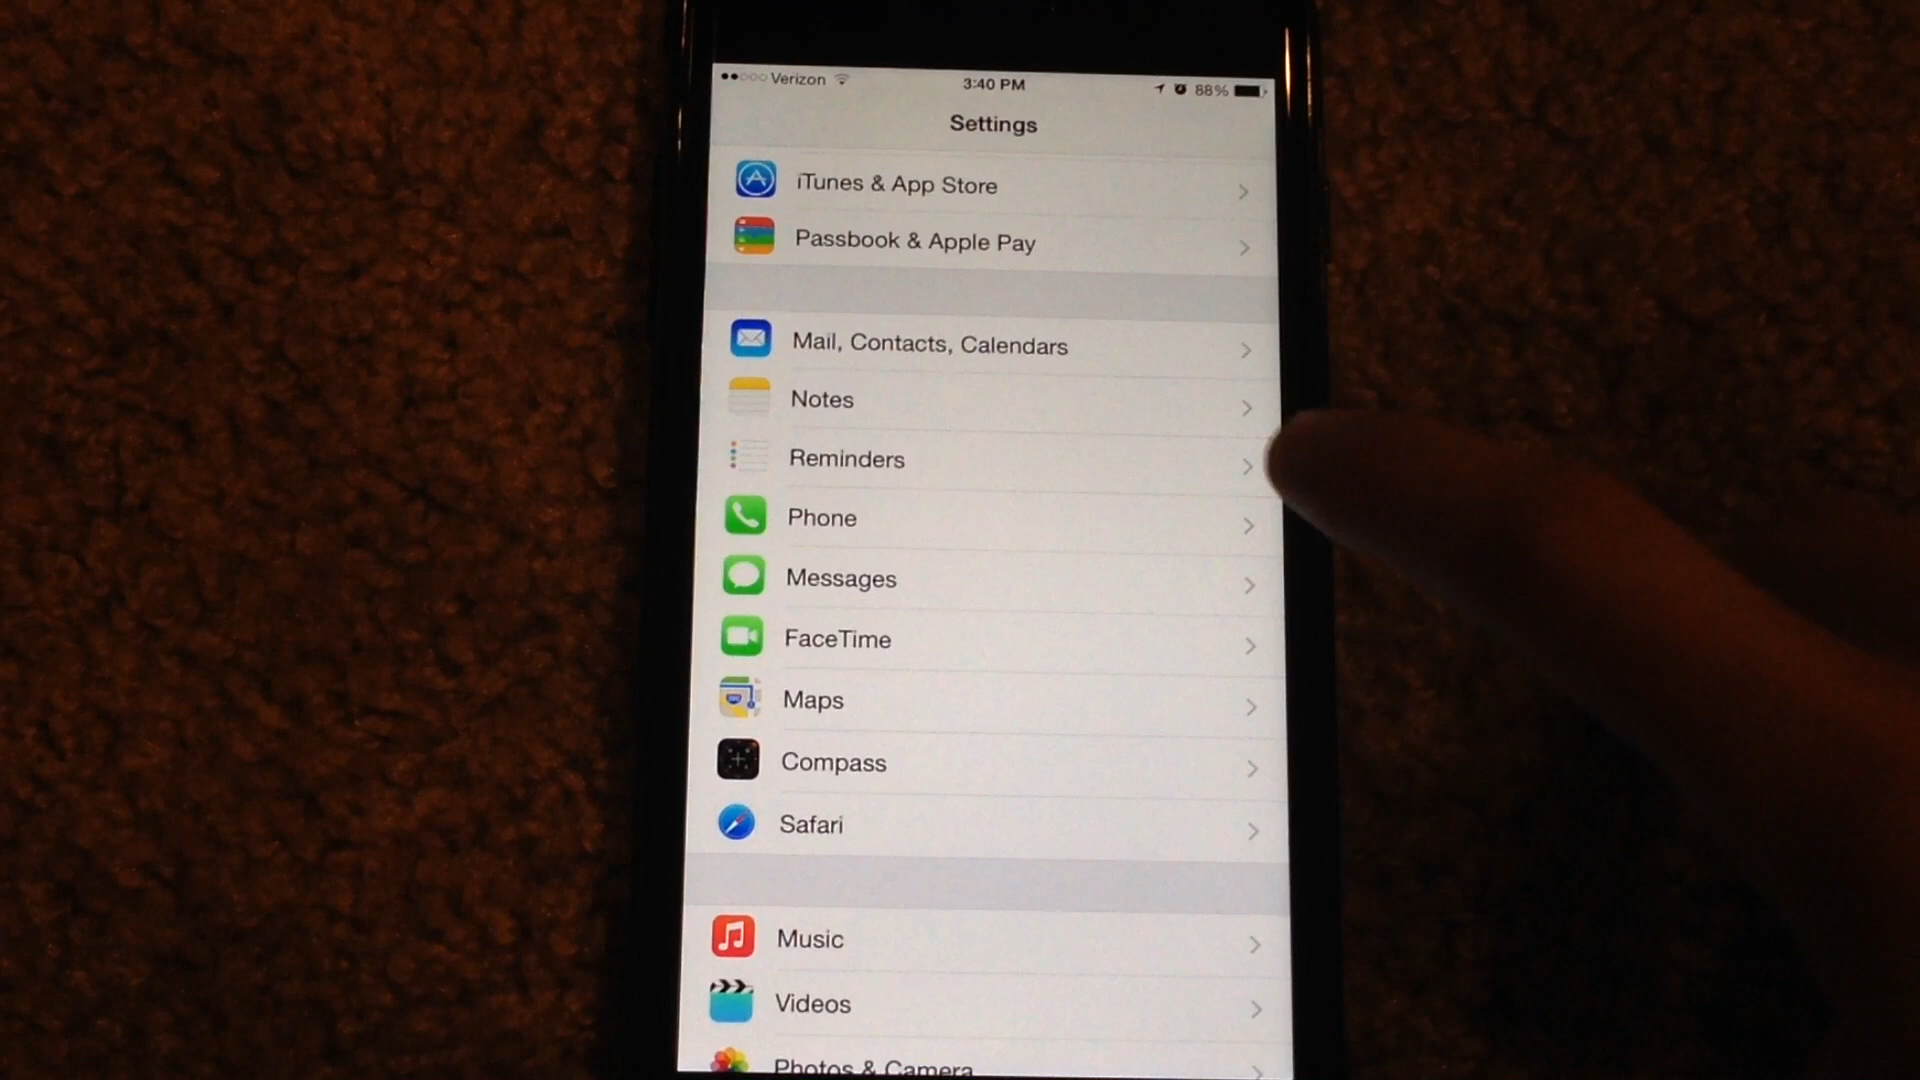 Verizon 3:40 PM 88%
Settings
iTunes & App Store
Passbook & Apple Pay
Mail, Contacts, Calendars
Notes
Reminders
Phone
Messages
FaceTime
Maps
Compass
Safari
Music
Videos
Photos & Camera